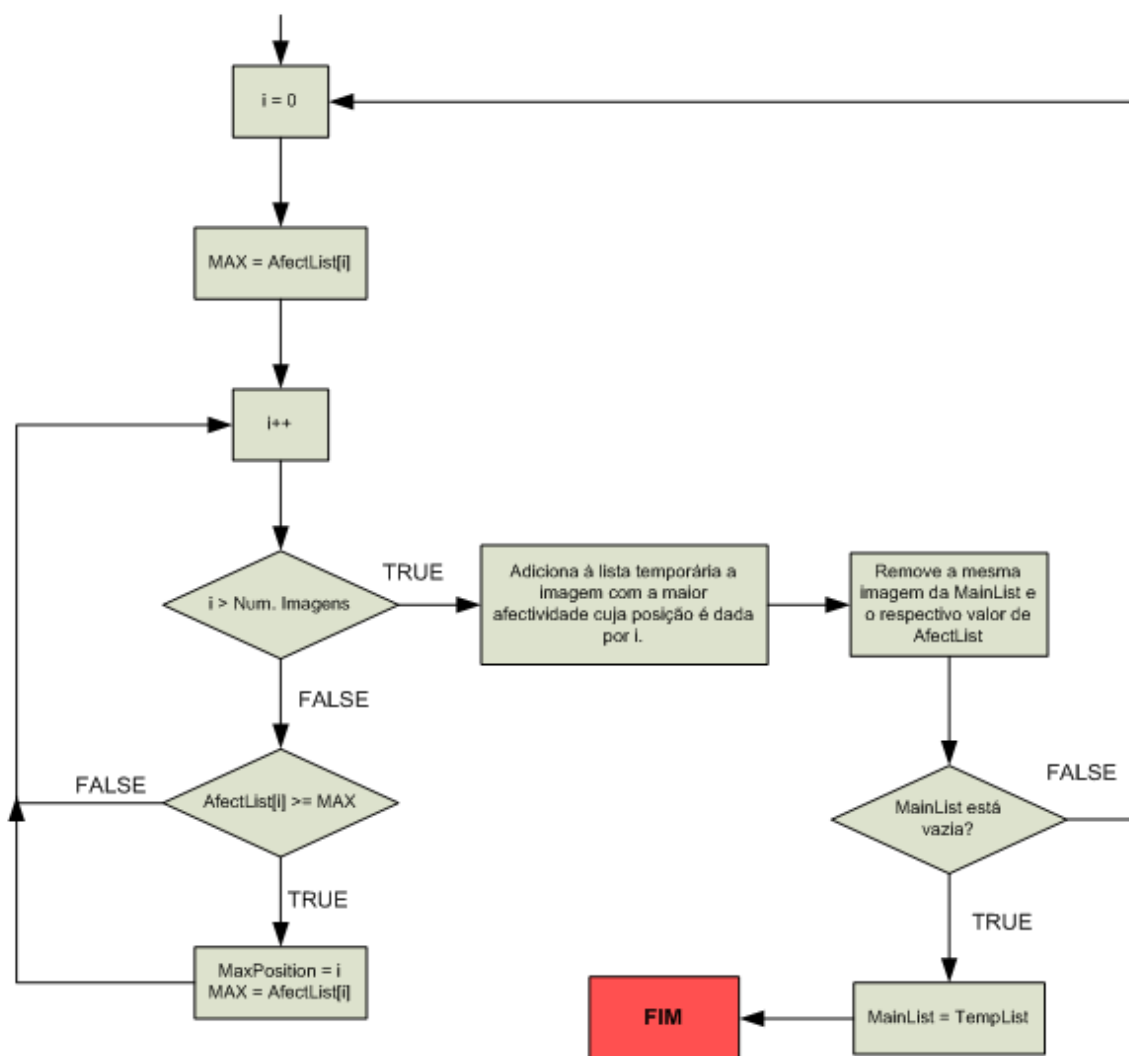 i = 0
MAX = AfectList[i]
i++
i > Num. Imagens
TRUE
Adiciona á lista temporária a
imagem com a maior
afectividade cuja posição é dada
por i.
Remove a mesma
imagem da MainList e
o respectivo valor de
AfectList
FALSE
AfectList[i] >= MAX
FALSE
TRUE
MaxPosition = i
MAX = AfectList[i]
MainList está
vazia?
FALSE
TRUE
MainList = TempList
FIM